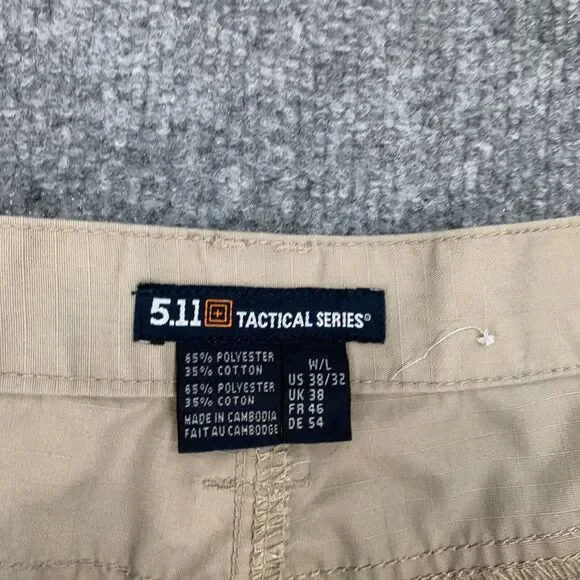 5.11 TACTICAL SERIES®
65% POLYESTER
35% COTTON
65% POLYESTER
35% COTON
MADE IN CAMBODIA
FAIT AU CAMBODGE
W/L
US 38/32
UK 38
FR 46
DE 54